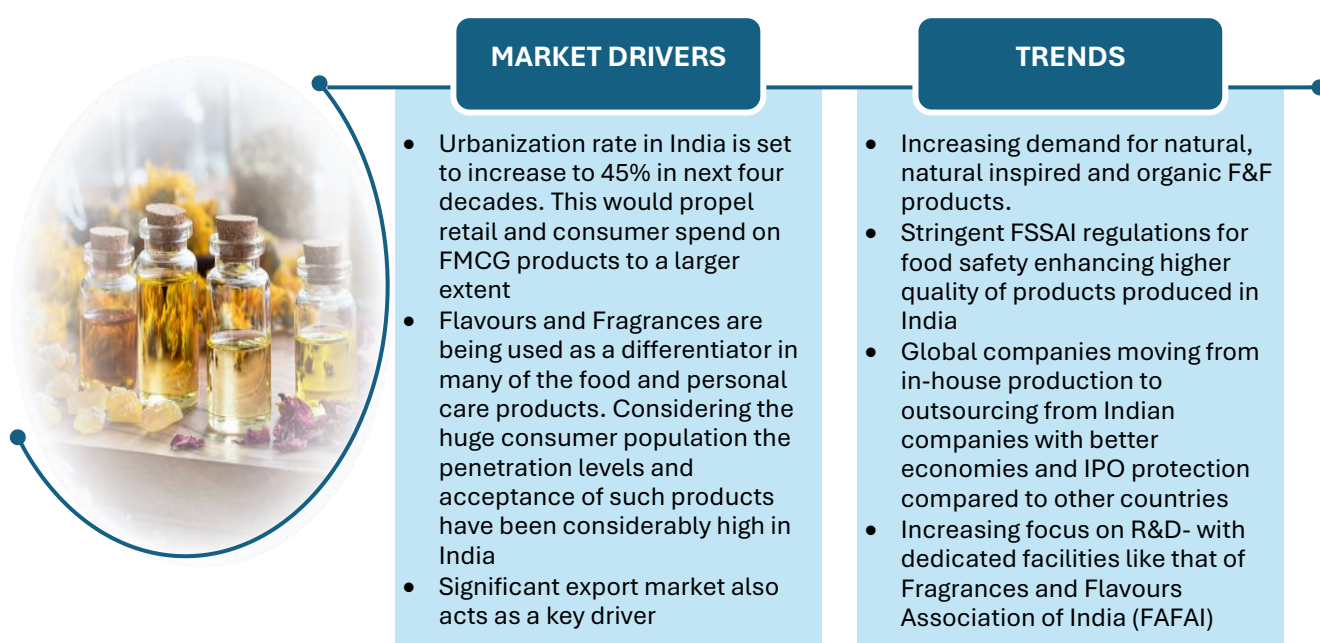 MARKET DRIVERS
• Urbanization rate in India is set
to increase to 45% in next four
decades. This would propel
retail and consumer spend on
FMCG products to a larger
extent
• Flavours and Fragrances are
being used as a differentiator in
many of the food and personal
care products. Considering the
huge consumer population the
penetration levels and
acceptance of such products
have been considerably high in
India
• Significant export market also
acts as a key driver
TRENDS
• Increasing demand for natural,
natural inspired and organic F&F
products.
• Stringent FSSAI regulations for
food safety enhancing higher
quality of products produced in
India
• Global companies moving from
in-house production to
outsourcing from Indian
companies with better
economies and IPO protection
compared to other countries
• Increasing focus on R&D- with
dedicated facilities like that of
Fragrances and Flavours
Association of India (FAFAI)